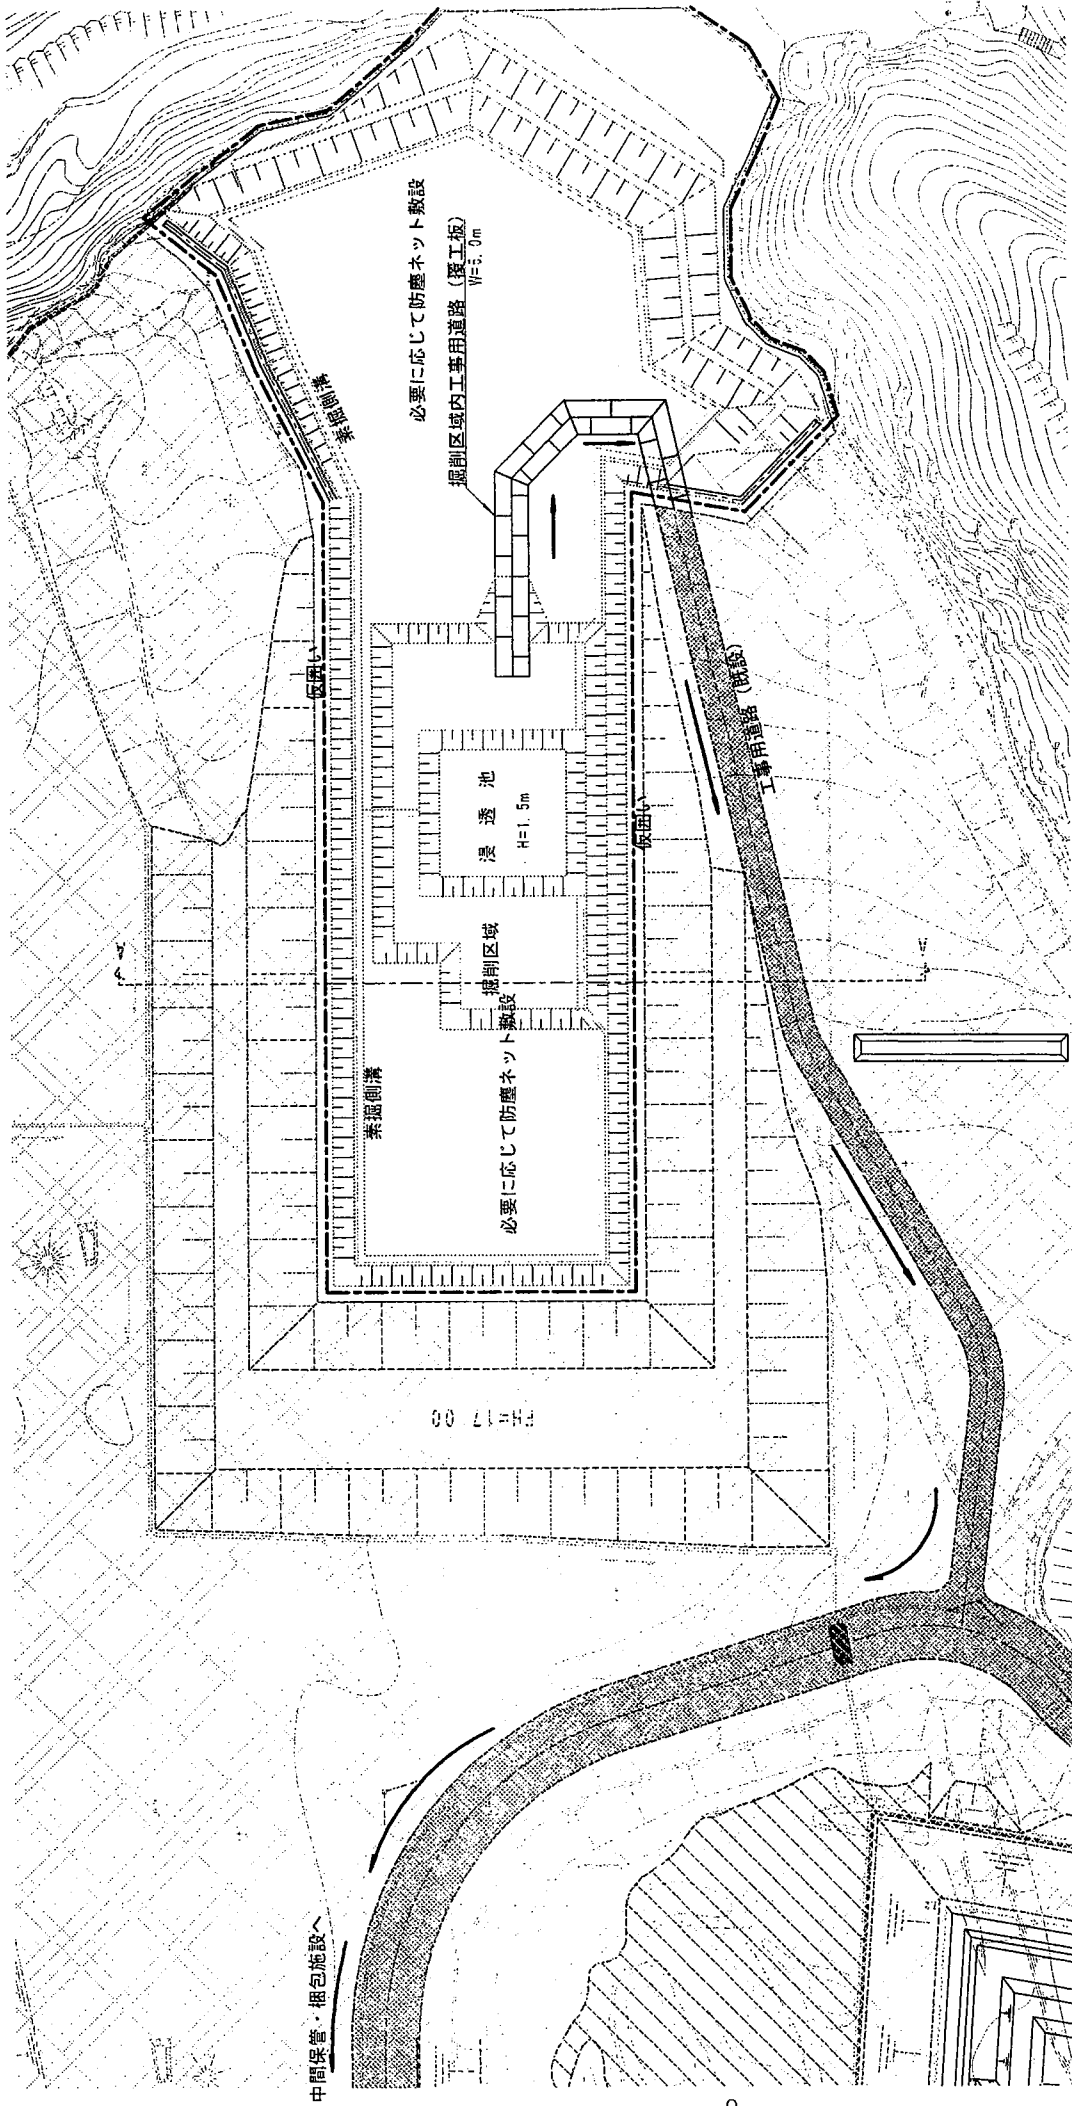 必要に応じて防塵ネット敷設
掘削区域内工事用道路（覆工板）
W=5.0m
素掘側溝
仮囲い
工事用道路（既設）
浸透池
H=1.5m
仮囲い
掘削区域
必要に応じて防塵ネット敷設
素掘側溝
FH=17.00
中間保管・梱包施設へ